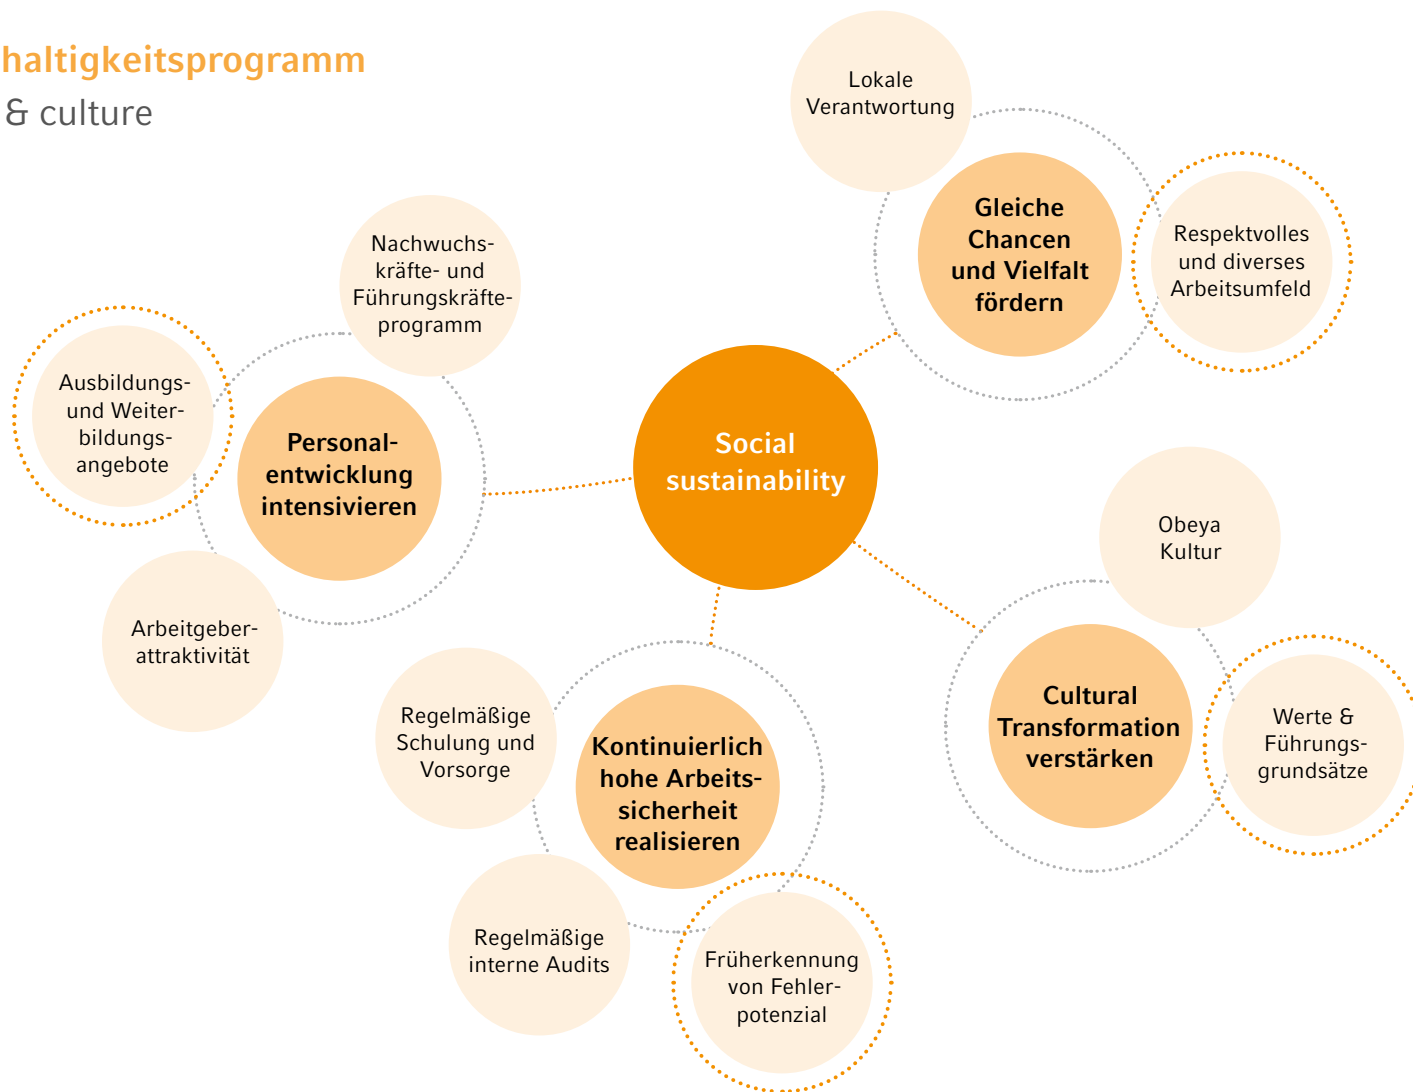 haltigkeitsprogramm
& culture
Lokale
Verantwortung
Gleiche
Chancen
und Vielfalt
fördern
Respektvolles
und diverses
Arbeitsumfeld
Nachwuchs-
kräfte- und
Führungskräfte-
programm
Ausbildungs-
und Weiter-
bildungs-
angebote
Personal-
entwicklung
intensivieren
Arbeitgeber-
attraktivität
Social
sustainability
Obeya
Kultur
Cultural
Transformation
verstärken
Werte &
Führungs-
grundsätze
Regelmäßige
Schulung und
Vorsorge
Kontinuierlich
hohe Arbeits-
sicherheit
realisieren
Regelmäßige
interne Audits
Früherkennung
von Fehler-
potenzial